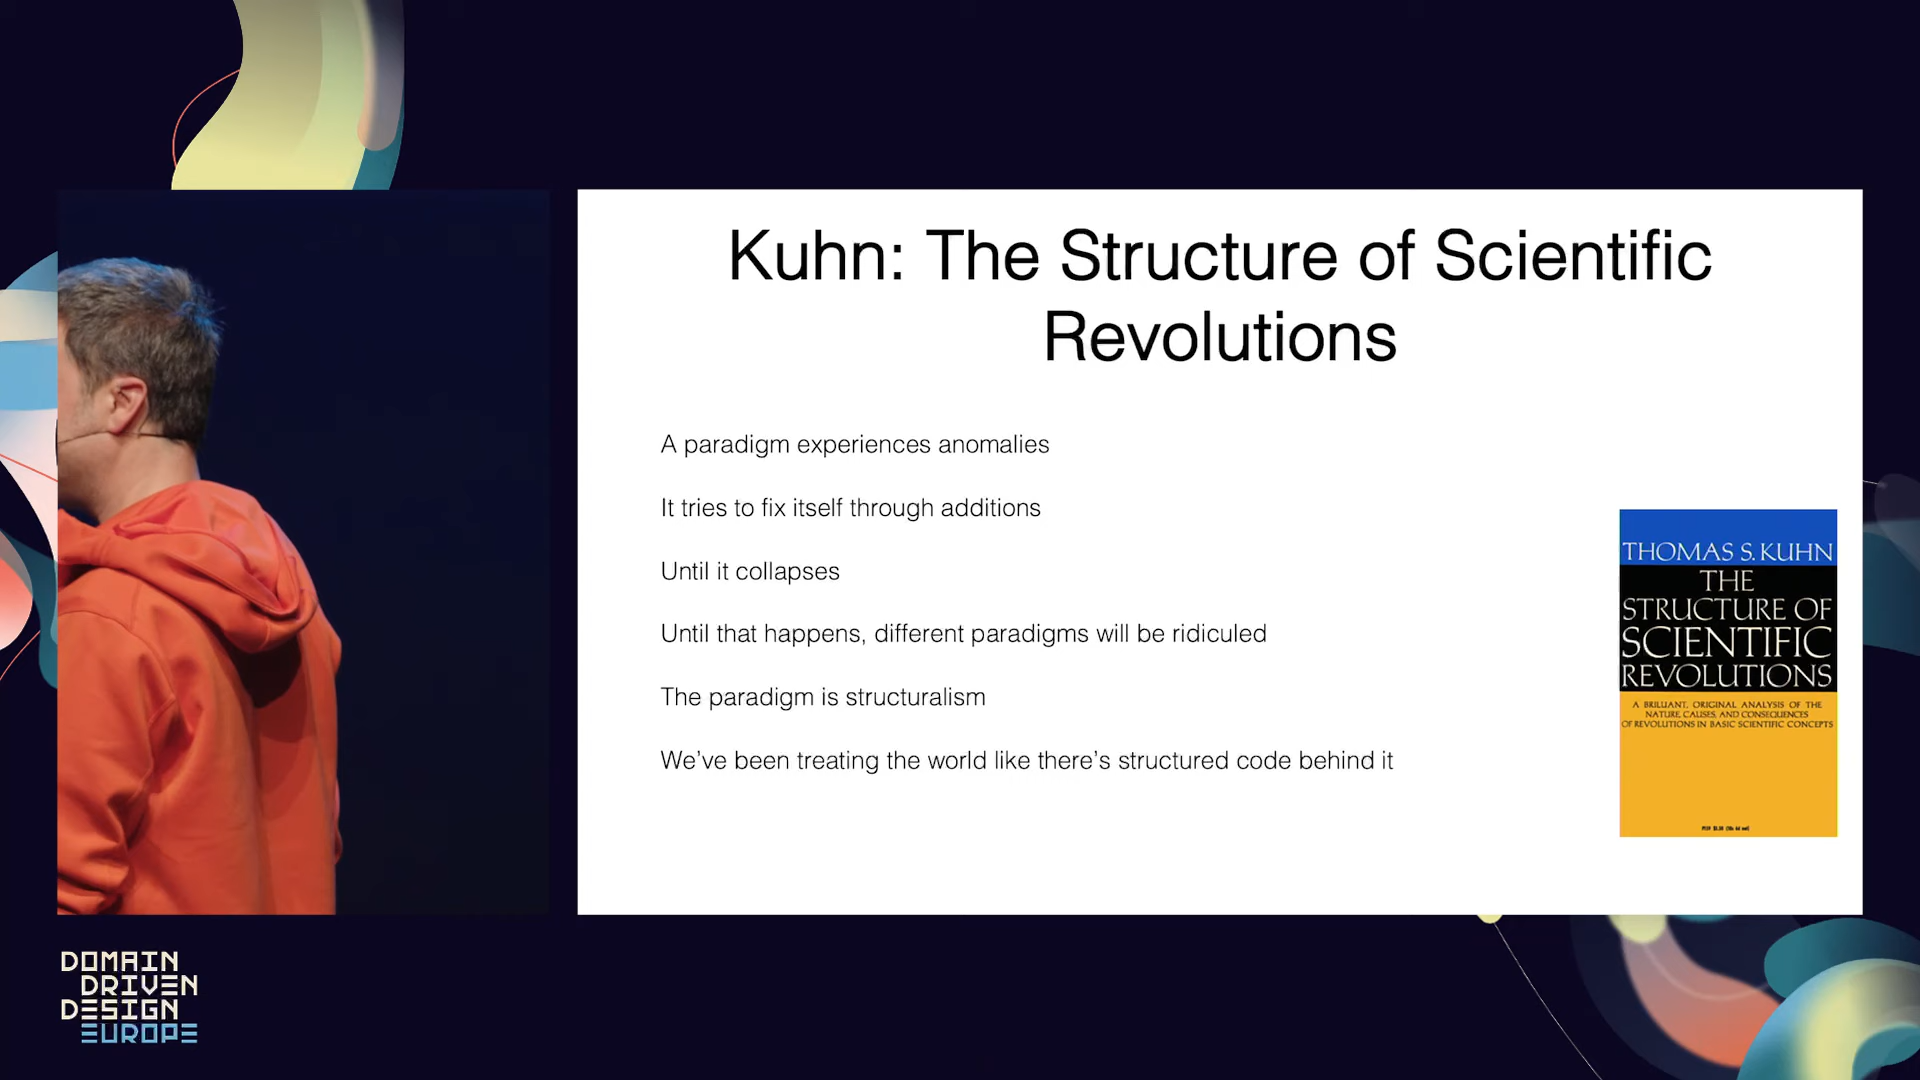 Kuhn: The Structure of Scientific
Revolutions
A paradigm experiences anomalies
It tries to fix itself through additions
Until it collapses
Until that happens, different paradigms will be ridiculed
The paradigm is structuralism
We’ve been treating the world like there’s structured code behind it
THOMAS S. KUHN
THE
STRUCTURE OF
SCIENTIFIC
REVOLUTIONS
A BRILLIANT, ORIGINAL ANALYSIS OF THE
NATURE, CAUSES, AND CONSEQUENCES
OF REVOLUTIONS IN BASIC SCIENTIFIC CONCEPTS
DOMAIN
DRIVEN
DESIGN
EUROPE